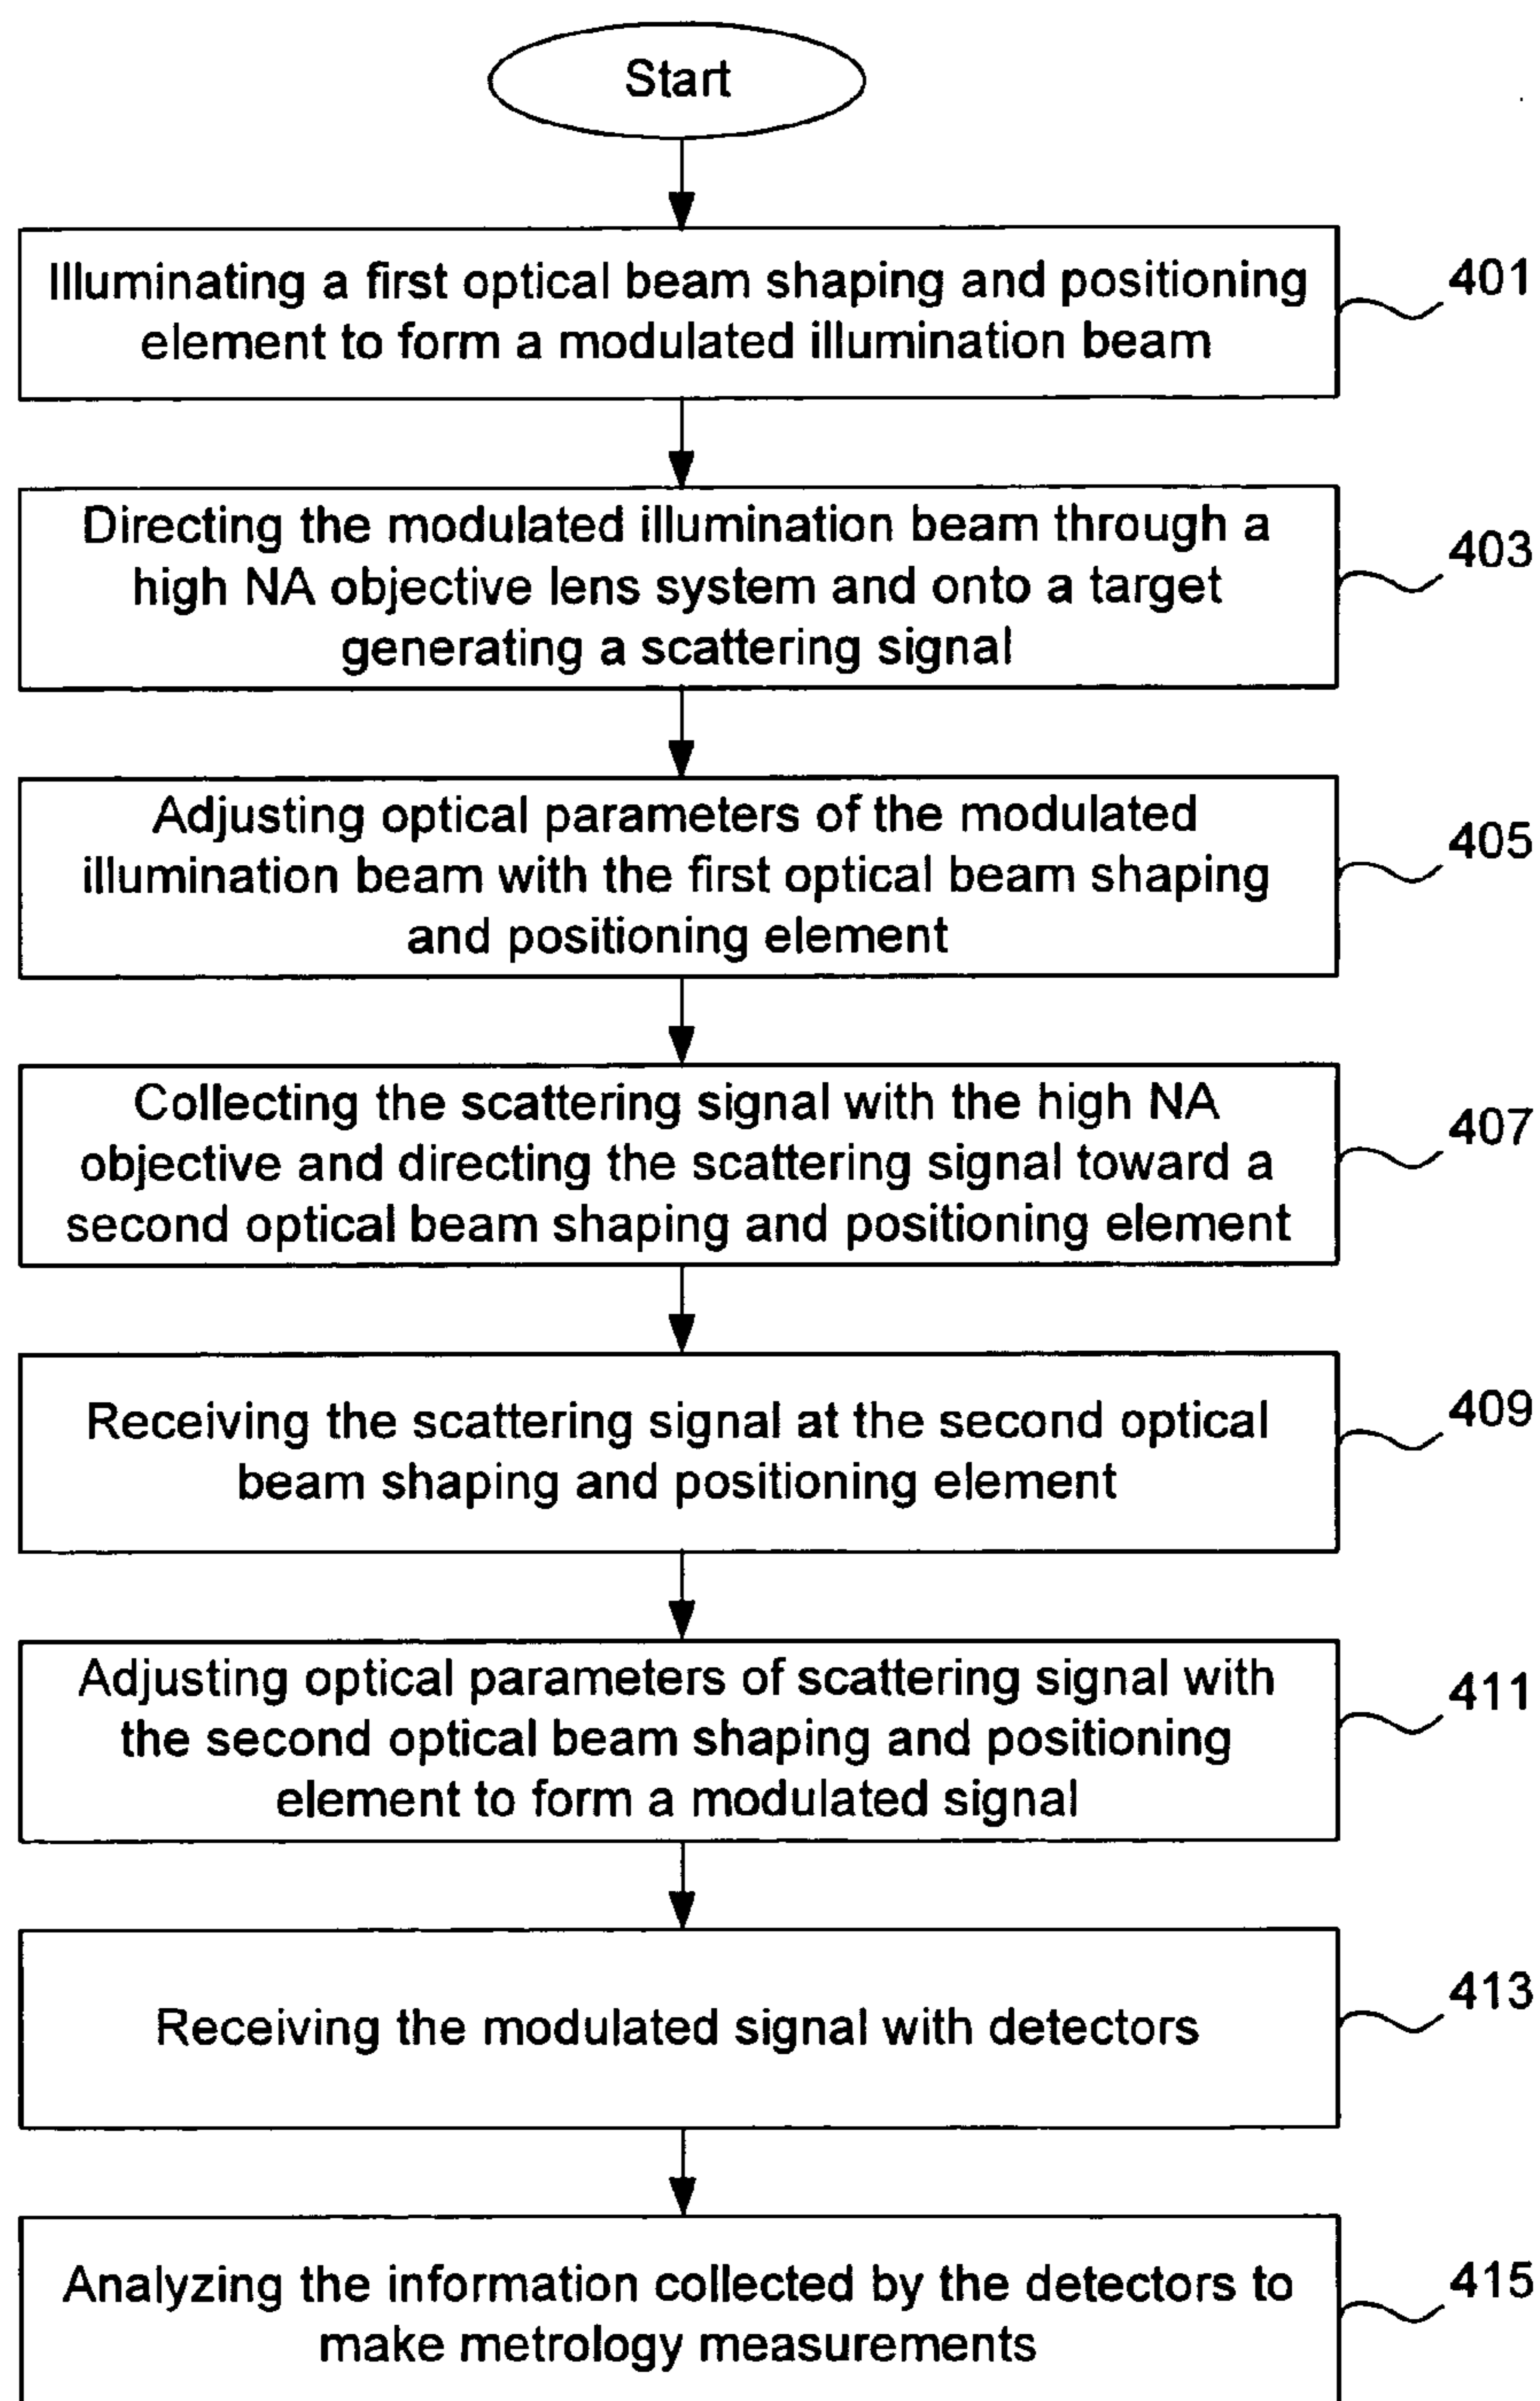 Start
Illuminating a first optical beam shaping and positioning
element to form a modulated illumination beam
401
Directing the modulated illumination beam through a
high NA objective lens system and onto a target
generating a scattering signal
403
Adjusting optical parameters of the modulated
illumination beam with the first optical beam shaping
and positioning element
405
Collecting the scattering signal with the high NA
objective and directing the scattering signal toward a
second optical beam shaping and positioning element
407
Receiving the scattering signal at the second optical
beam shaping and positioning element
409
Adjusting optical parameters of scattering signal with
the second optical beam shaping and positioning
element to form a modulated signal
411
Receiving the modulated signal with detectors
413
Analyzing the information collected by the detectors to
make metrology measurements
415